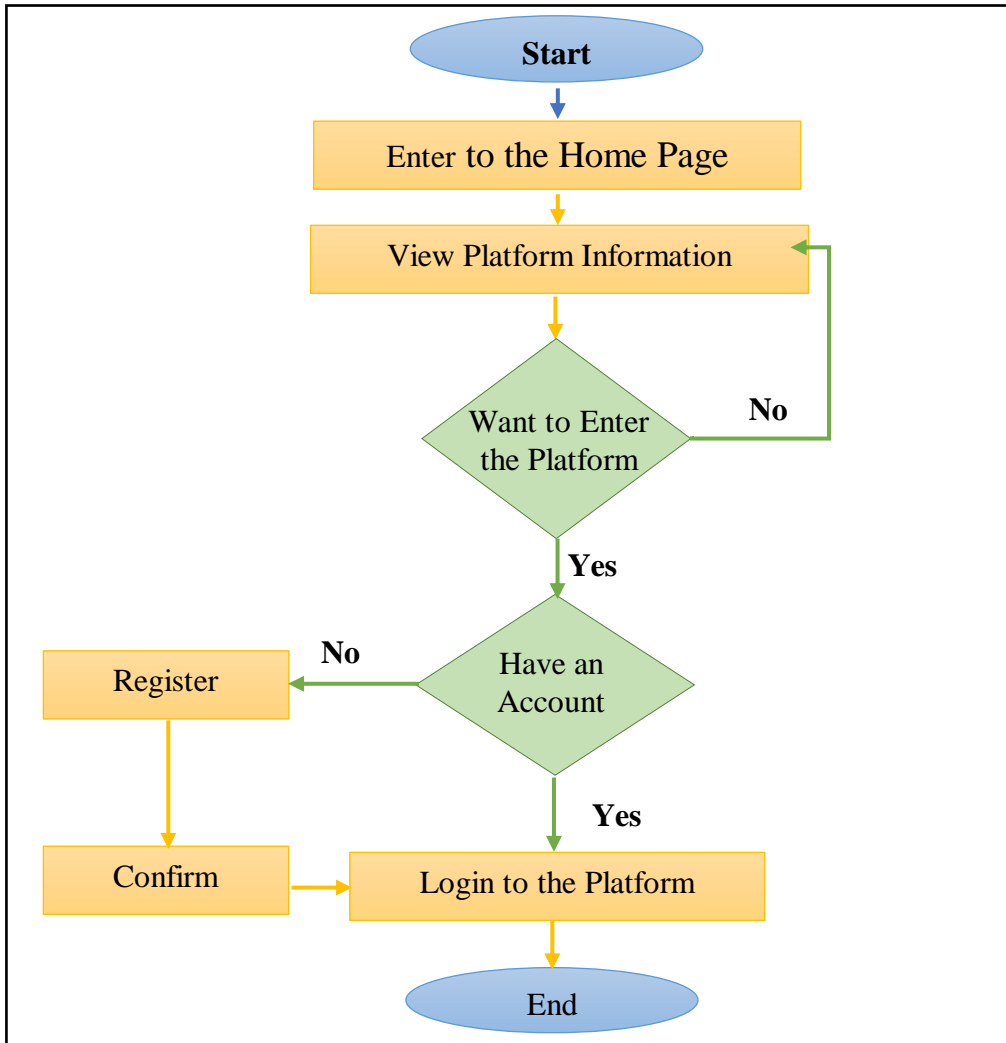 Start
Enter to the Home Page
View Platform Information
Want to Enter
the Platform
No
Yes
Have an
Account
No
Register
Yes
Confirm
Login to the Platform
End